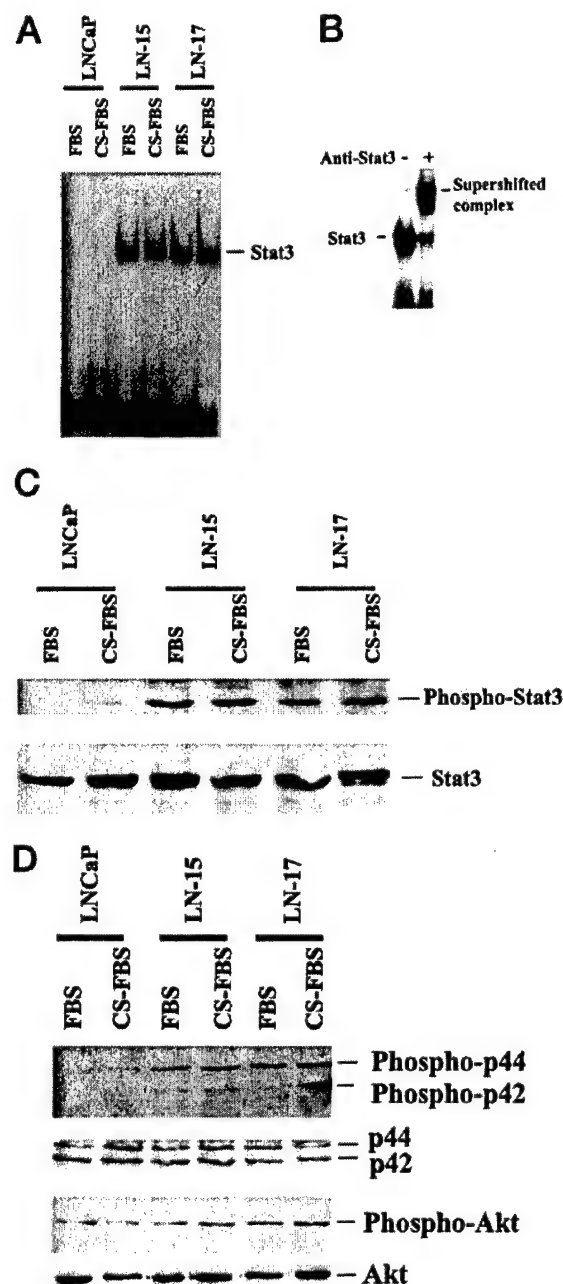 A
LNCaP
LN-15
LN-17
FBS
CS-FBS
FBS
CS-FBS
FBS
CS-FBS
Stat3
B
Anti-Stat3 - +
Supershifted
complex
Stat3
C
LNCaP
LN-15
LN-17
FBS
CS-FBS
FBS
CS-FBS
FBS
CS-FBS
Phospho-Stat3
Stat3
D
LNCaP
LN-15
LN-17
FBS
CS-FBS
FBS
CS-FBS
FBS
CS-FBS
Phospho-p44
Phospho-p42
p44
p42
Phospho-Akt
Akt